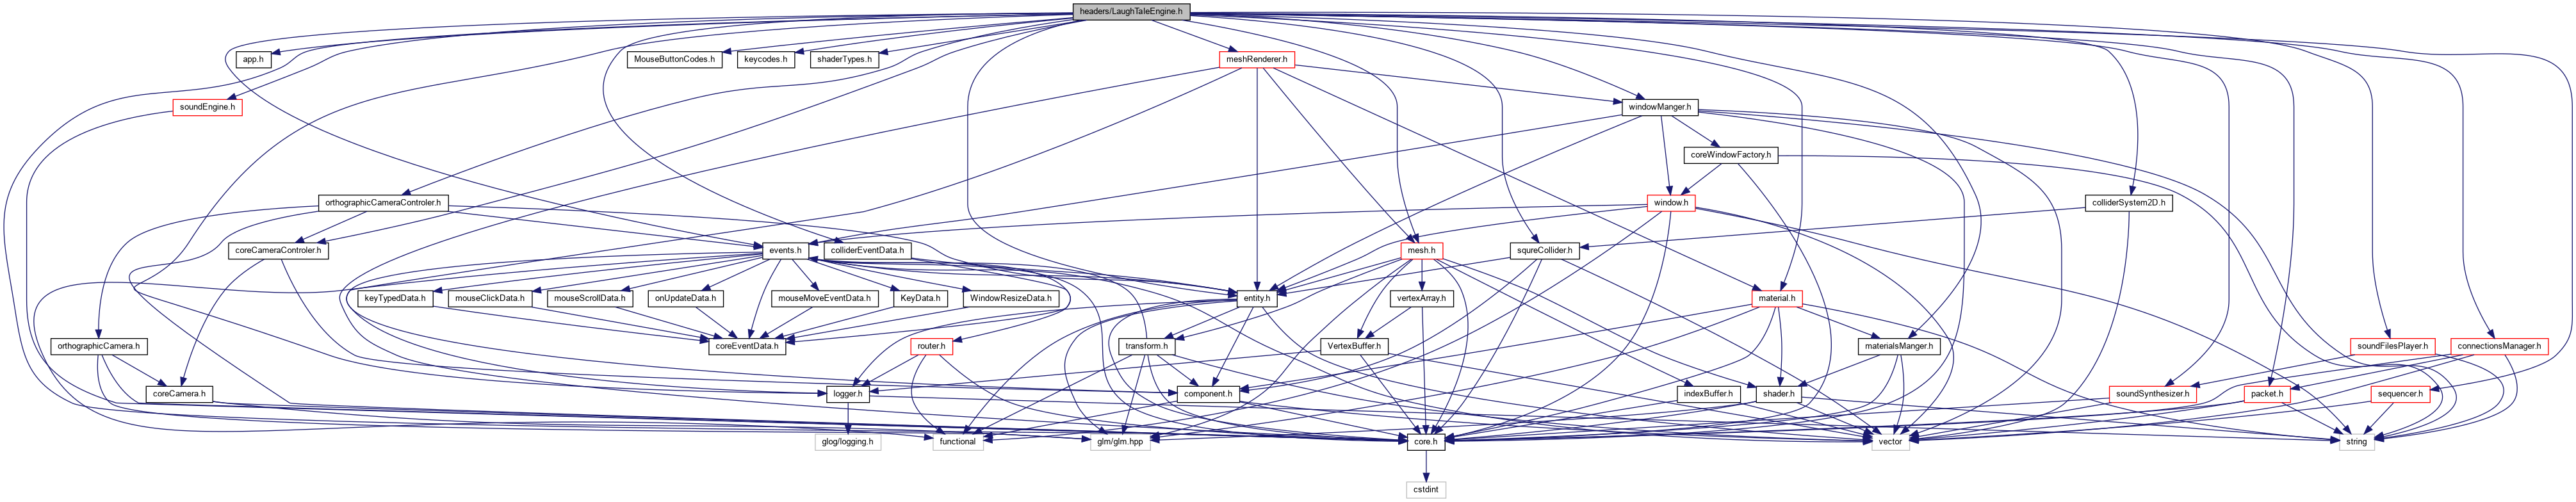 headers/LaughTaleEngine.h
app.h
MouseButtonCodes.h
keycodes.h
shaderTypes.h
meshRenderer.h
soundEngine.h
windowManger.h
coreWindowFactory.h
orthographicCameraControler.h
window.h
colliderSystem2D.h
coreCameraControler.h
events.h
colliderEventData.h
mesh.h
squreCollider.h
keyTypedData.h
mouseClickData.h
mouseScrollData.h
onUpdateData.h
mouseMoveEventData.h
KeyData.h
WindowResizeData.h
entity.h
vertexArray.h
material.h
orthographicCamera.h
coreEventData.h
router.h
transform.h
VertexBuffer.h
materialsManger.h
soundFilesPlayer.h
connectionsManager.h
coreCamera.h
logger.h
component.h
indexBuffer.h
shader.h
soundSynthesizer.h
packet.h
sequencer.h
glog/logging.h
functional
glm/glm.hpp
core.h
vector
string
cstdint